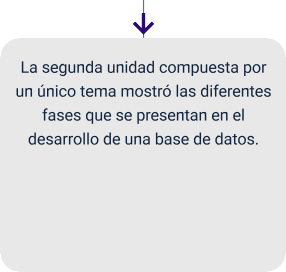 La segunda unidad compuesta por
un único tema mostró las diferentes
fases que se presentan en el
desarrollo de una base de datos.